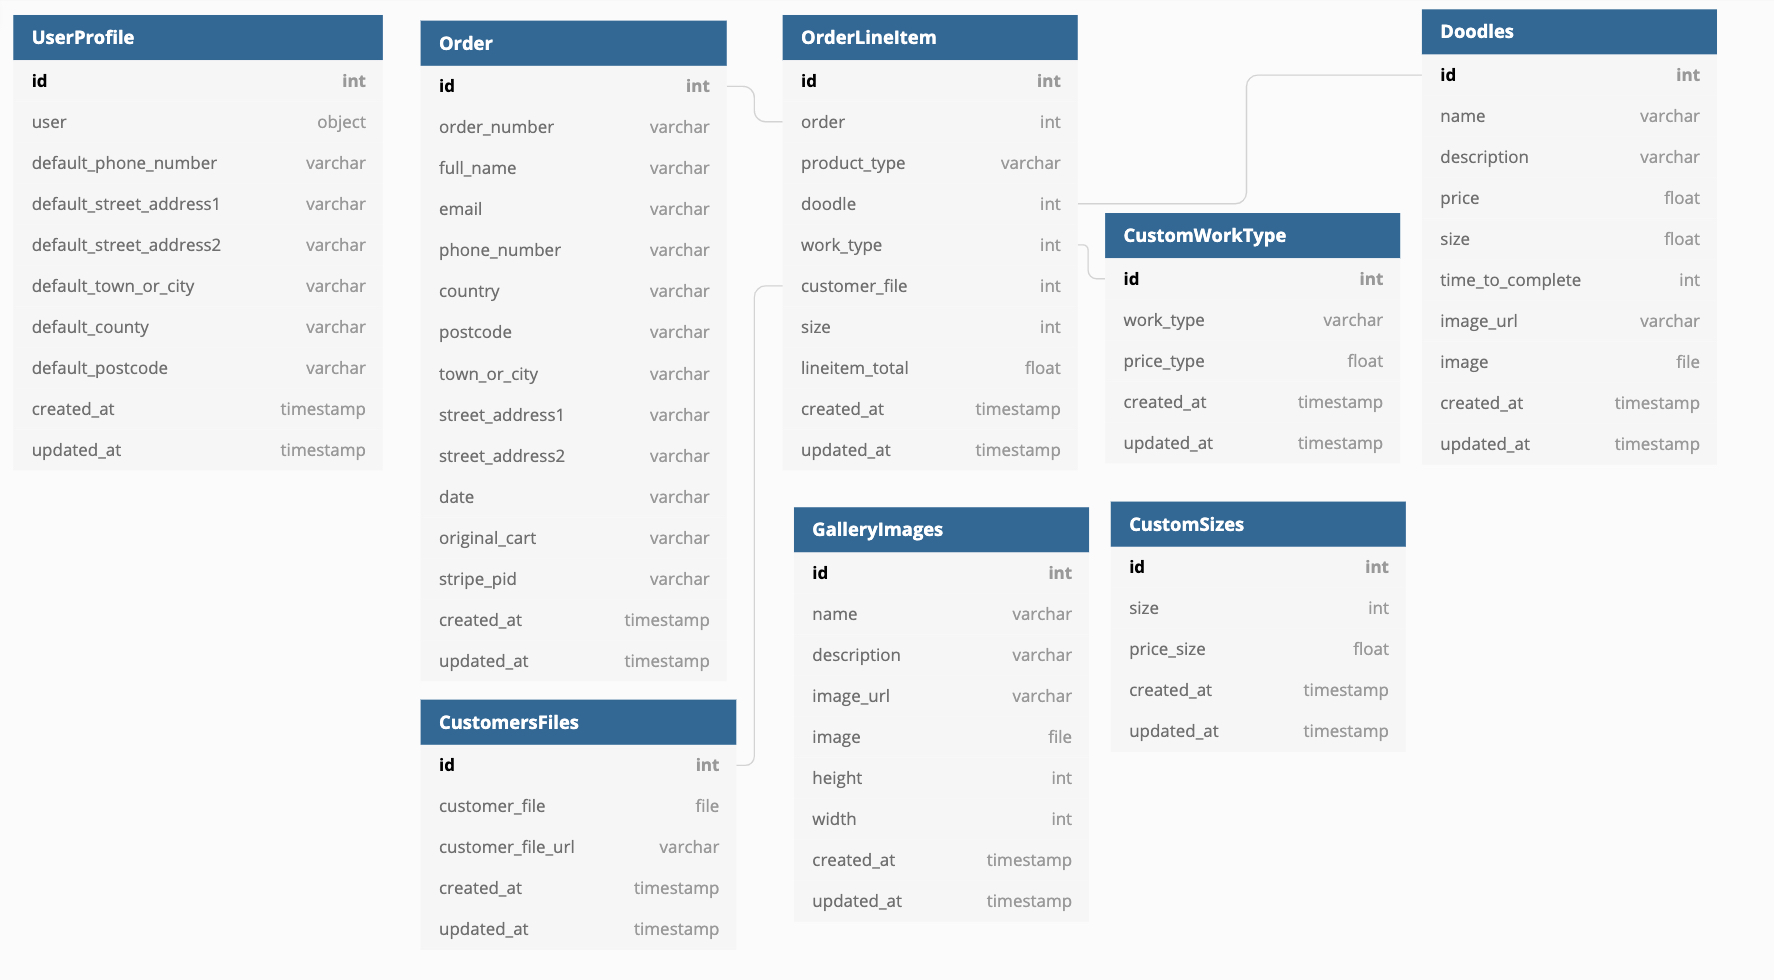 UserProfile
id int
user object
default_phone_number varchar
default_street_address1 varchar
default_street_address2 varchar
default_town_or_city varchar
default_county varchar
default_postcode varchar
created_at timestamp
updated_at timestamp
Order
id int
order_number varchar
full_name varchar
email varchar
phone_number varchar
country varchar
postcode varchar
town_or_city varchar
street_address1 varchar
street_address2 varchar
date varchar
original_cart varchar
stripe_pid varchar
created_at timestamp
updated_at timestamp
CustomersFiles
id int
customer_file file
customer_file_url varchar
created_at timestamp
updated_at timestamp
OrderLineItem
id int
order int
product_type varchar
doodle int
work_type int
customer_file int
size int
lineitem_total float
created_at timestamp
updated_at timestamp
GalleryImages
id int
name varchar
description varchar
image_url varchar
image file
height int
width int
created_at timestamp
updated_at timestamp
CustomWorkType
id int
work_type varchar
price_type float
created_at timestamp
updated_at timestamp
CustomSizes
id int
size int
price_size float
created_at timestamp
updated_at timestamp
Doodles
id int
name varchar
description varchar
price float
size float
time_to_complete int
image_url varchar
image file
created_at timestamp
updated_at timestamp